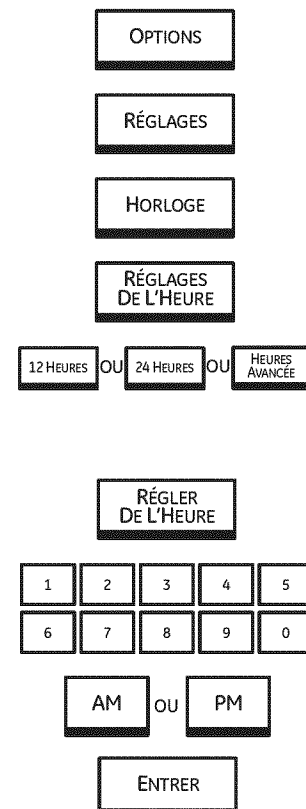 OPTIONS
RÉGLAGES
HORLOGE
RÉGLAGES
DE L'HEURE
12 HEURES OU 24 HEURES OU HEURES AVANCÉE
RÉGLER
DE L'HEURE
1 2 3 4 5
6 7 8 9 0
AM OU PM
ENTRER